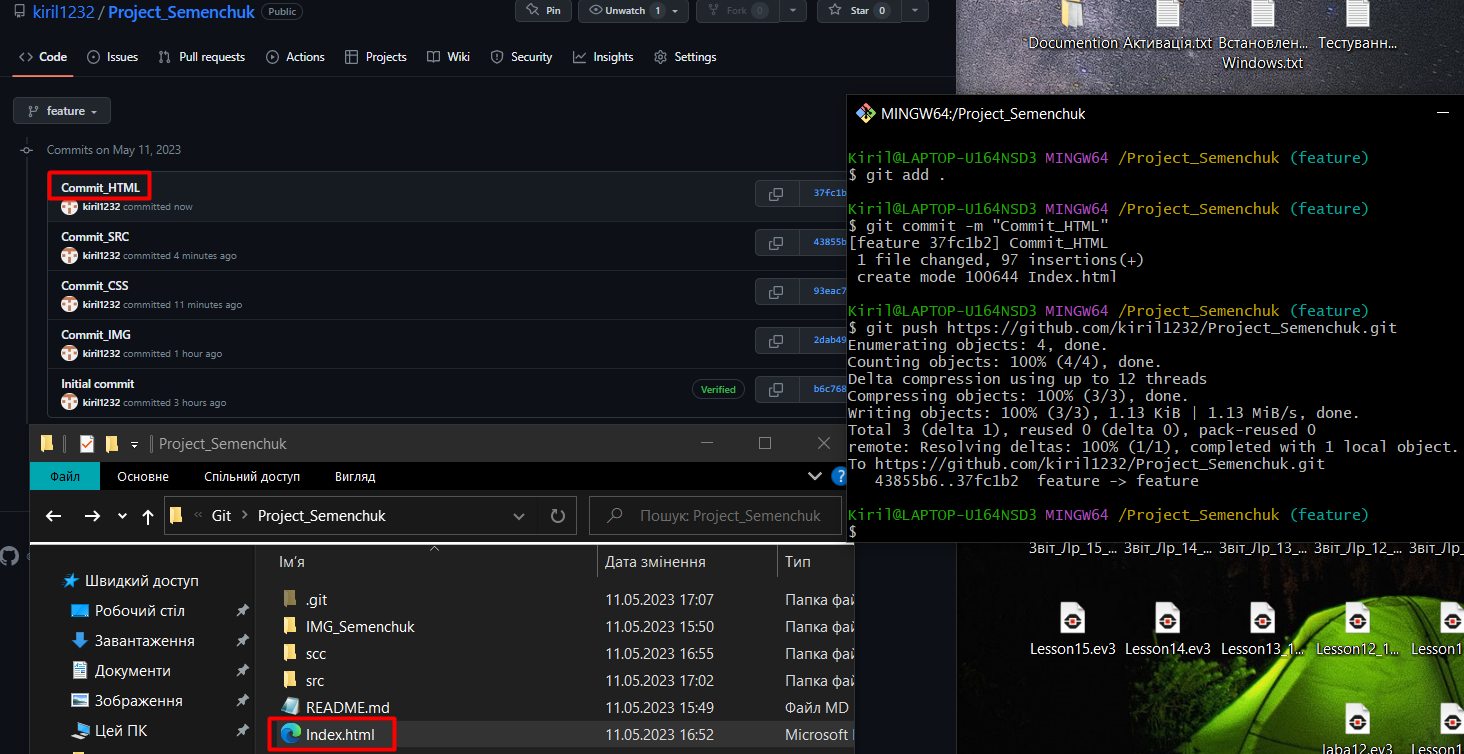 kiril1232 / Project_Semenchuk Public
Pin Unwatch 1 Fork 0 Star 0
Code Issues Pull requests Actions Projects Wiki Security Insights Settings
feature
Commits on May 11, 2023
Commit_HTML
kiril1232 committed now
37fc1b
Commit_SRC
kiril1232 committed 4 minutes ago
43855b
Commit_CSS
kiril1232 committed 11 minutes ago
93eac7
Commit_IMG
kiril1232 committed 1 hour ago
2dab49
Initial commit
kiril1232 committed 3 hours ago
Verified
b6c768
Project_Semenchuk
Файл Основне Спільний доступ Вигляд
?
« Git > Project_Semenchuk
Пошук: Project_Semenchuk
Швидкий доступ
Робочий стіл
Завантаження
Документи
Зображення
Цей ПК
Ім'я Дата змінення Тип
.git 11.05.2023 17:07 Папка фай
IMG_Semenchuk 11.05.2023 15:50 Папка фай
scc 11.05.2023 16:55 Папка фай
src 11.05.2023 17:02 Папка фай
README.md 11.05.2023 15:49 Файл MD
Index.html 11.05.2023 16:52 Microsoft
Documention Активація.txt Встановлен... Windows.txt Тестуванн...
MINGW64:/Project_Semenchuk
Kiril@LAPTOP-U164NSD3 MINGW64 /Project_Semenchuk (feature)
$ git add .
Kiril@LAPTOP-U164NSD3 MINGW64 /Project_Semenchuk (feature)
$ git commit -m "Commit_HTML"
[feature 37fc1b2] Commit_HTML
1 file changed, 97 insertions(+)
create mode 100644 Index.html
Kiril@LAPTOP-U164NSD3 MINGW64 /Project_Semenchuk (feature)
$ git push https://github.com/kiril1232/Project_Semenchuk.git
Enumerating objects: 4, done.
Counting objects: 100% (4/4), done.
Delta compression using up to 12 threads
Compressing objects: 100% (3/3), done.
Writing objects: 100% (3/3), 1.13 KiB | 1.13 MiB/s, done.
Total 3 (delta 1), reused 0 (delta 0), pack-reused 0
remote: Resolving deltas: 100% (1/1), completed with 1 local object.
To https://github.com/kiril1232/Project_Semenchuk.git
43855b6..37fc1b2 feature -> feature
Kiril@LAPTOP-U164NSD3 MINGW64 /Project_Semenchuk (feature)
$
Звіт_Лр_15_... Звіт_Лр_14_... Звіт_Лр_13_... Звіт_Лр_12_... Звіт_Лр_
Lesson15.ev3 Lesson14.ev3 Lesson13_1... Lesson12_1... Lesson1
laba12.ev3 Lesson1